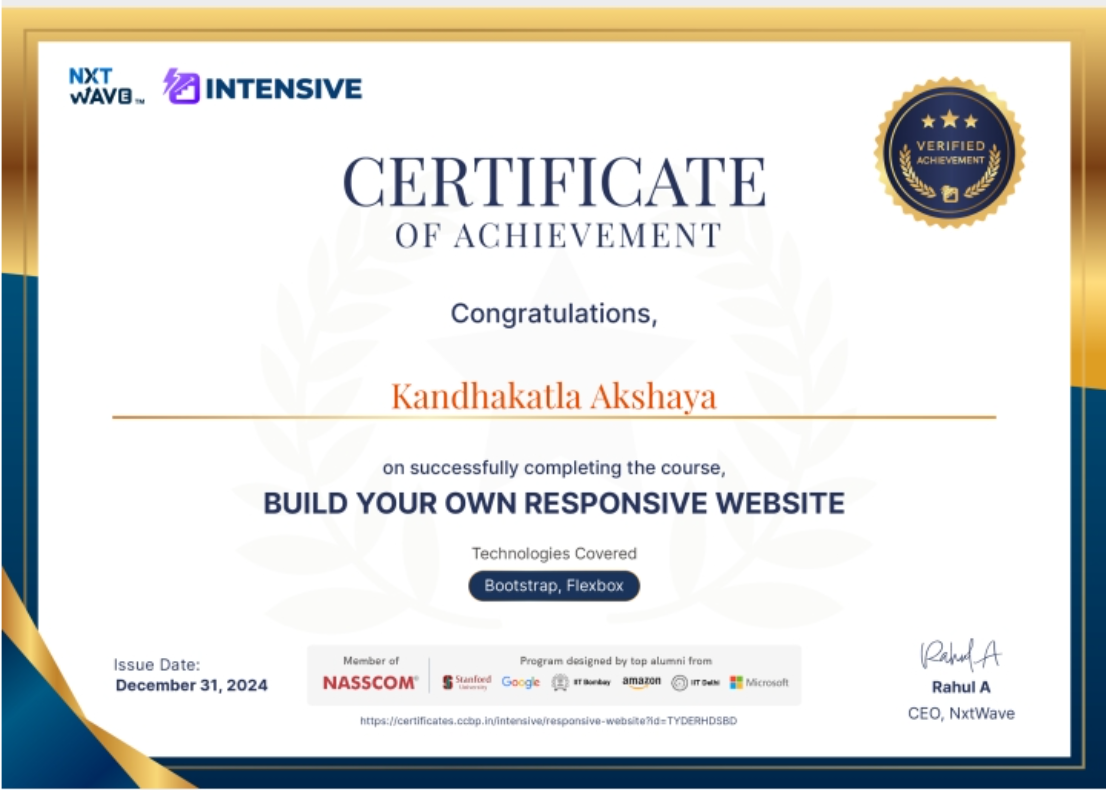 NXT
WAVE™
INTENSIVE
VERIFIED
ACHIEVEMENT
CERTIFICATE
OF ACHIEVEMENT
Congratulations,
Kandhakatla Akshaya
on successfully completing the course,
BUILD YOUR OWN RESPONSIVE WEBSITE
Technologies Covered
Bootstrap, Flexbox
Issue Date:
December 31, 2024
Member of
NASSCOM®
Program designed by top alumni from
Stanford University Google IIT Bombay amazon IIT Delhi Microsoft
https://certificates.ccbp.in/intensive/responsive-website?id=TYDERHDSBD
Rahul A
Rahul A
CEO, NxtWave